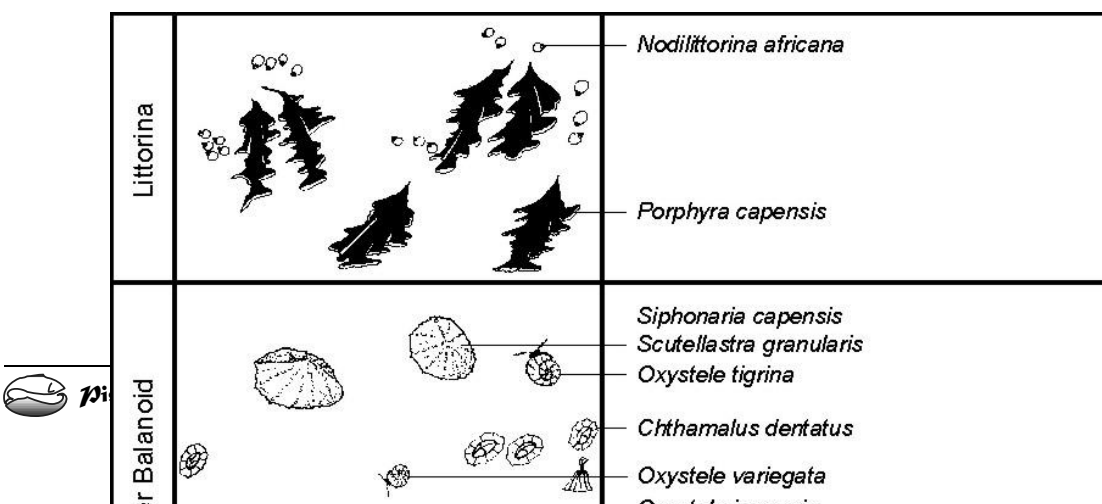 Littorina
Nodilittorina africana
Porphyra capensis
Siphonaria capensis
Scutellastra granularis
Oxystele tigrina
Balanoid
Chthamalus dentatus
Oxystele variegata